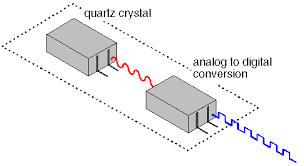 quartz crystal
analog to digital
conversion